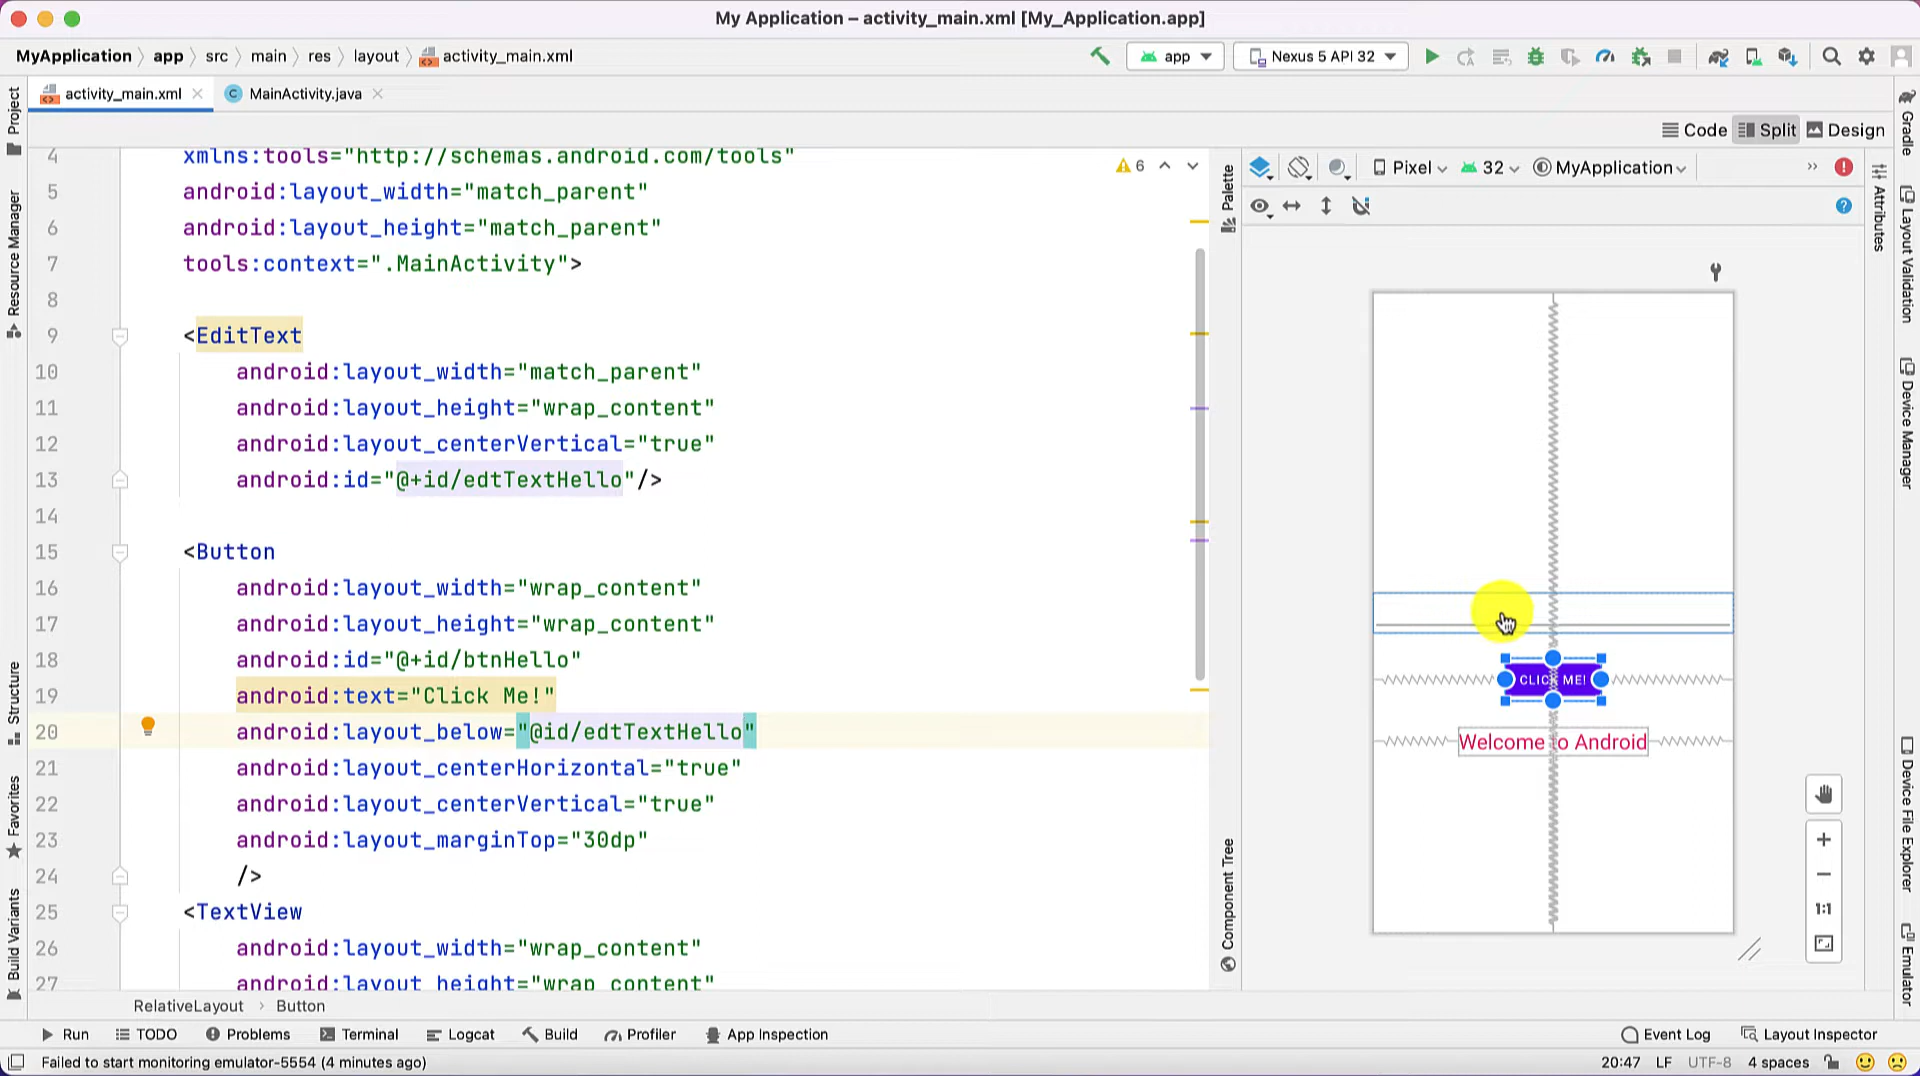 My Application – activity_main.xml [My_Application.app]
MyApplication app src main res layout activity_main.xml app Nexus 5 API 32
activity_main.xml MainActivity.java
Code Split Design
4 xmlns:tools="http://schemas.android.com/tools"
5 android:layout_width="match_parent"
6 android:layout_height="match_parent"
7 tools:context=".MainActivity">
8
9 <EditText
10 android:layout_width="match_parent"
11 android:layout_height="wrap_content"
12 android:layout_centerVertical="true"
13 android:id="@+id/edtTextHello"/>
14
15 <Button
16 android:layout_width="wrap_content"
17 android:layout_height="wrap_content"
18 android:id="@+id/btnHello"
19 android:text="Click Me!"
20 android:layout_below="@id/edtTextHello"
21 android:layout_centerHorizontal="true"
22 android:layout_centerVertical="true"
23 android:layout_marginTop="30dp"
24 />
25 <TextView
26 android:layout_width="wrap_content"
27 android:layout_height="wrap_content"
6
Pixel 32 MyApplication
CLICK ME!
Welcome to Android
1:1
Project
Resource Manager
Structure
Favorites
Build Variants
Palette
Component Tree
Attributes
Gradle
Layout Validation
Device Manager
Device File Explorer
Emulator
RelativeLayout Button
Run TODO Problems Terminal Logcat Build Profiler App Inspection Event Log Layout Inspector
Failed to start monitoring emulator-5554 (4 minutes ago) 20:47 LF UTF-8 4 spaces